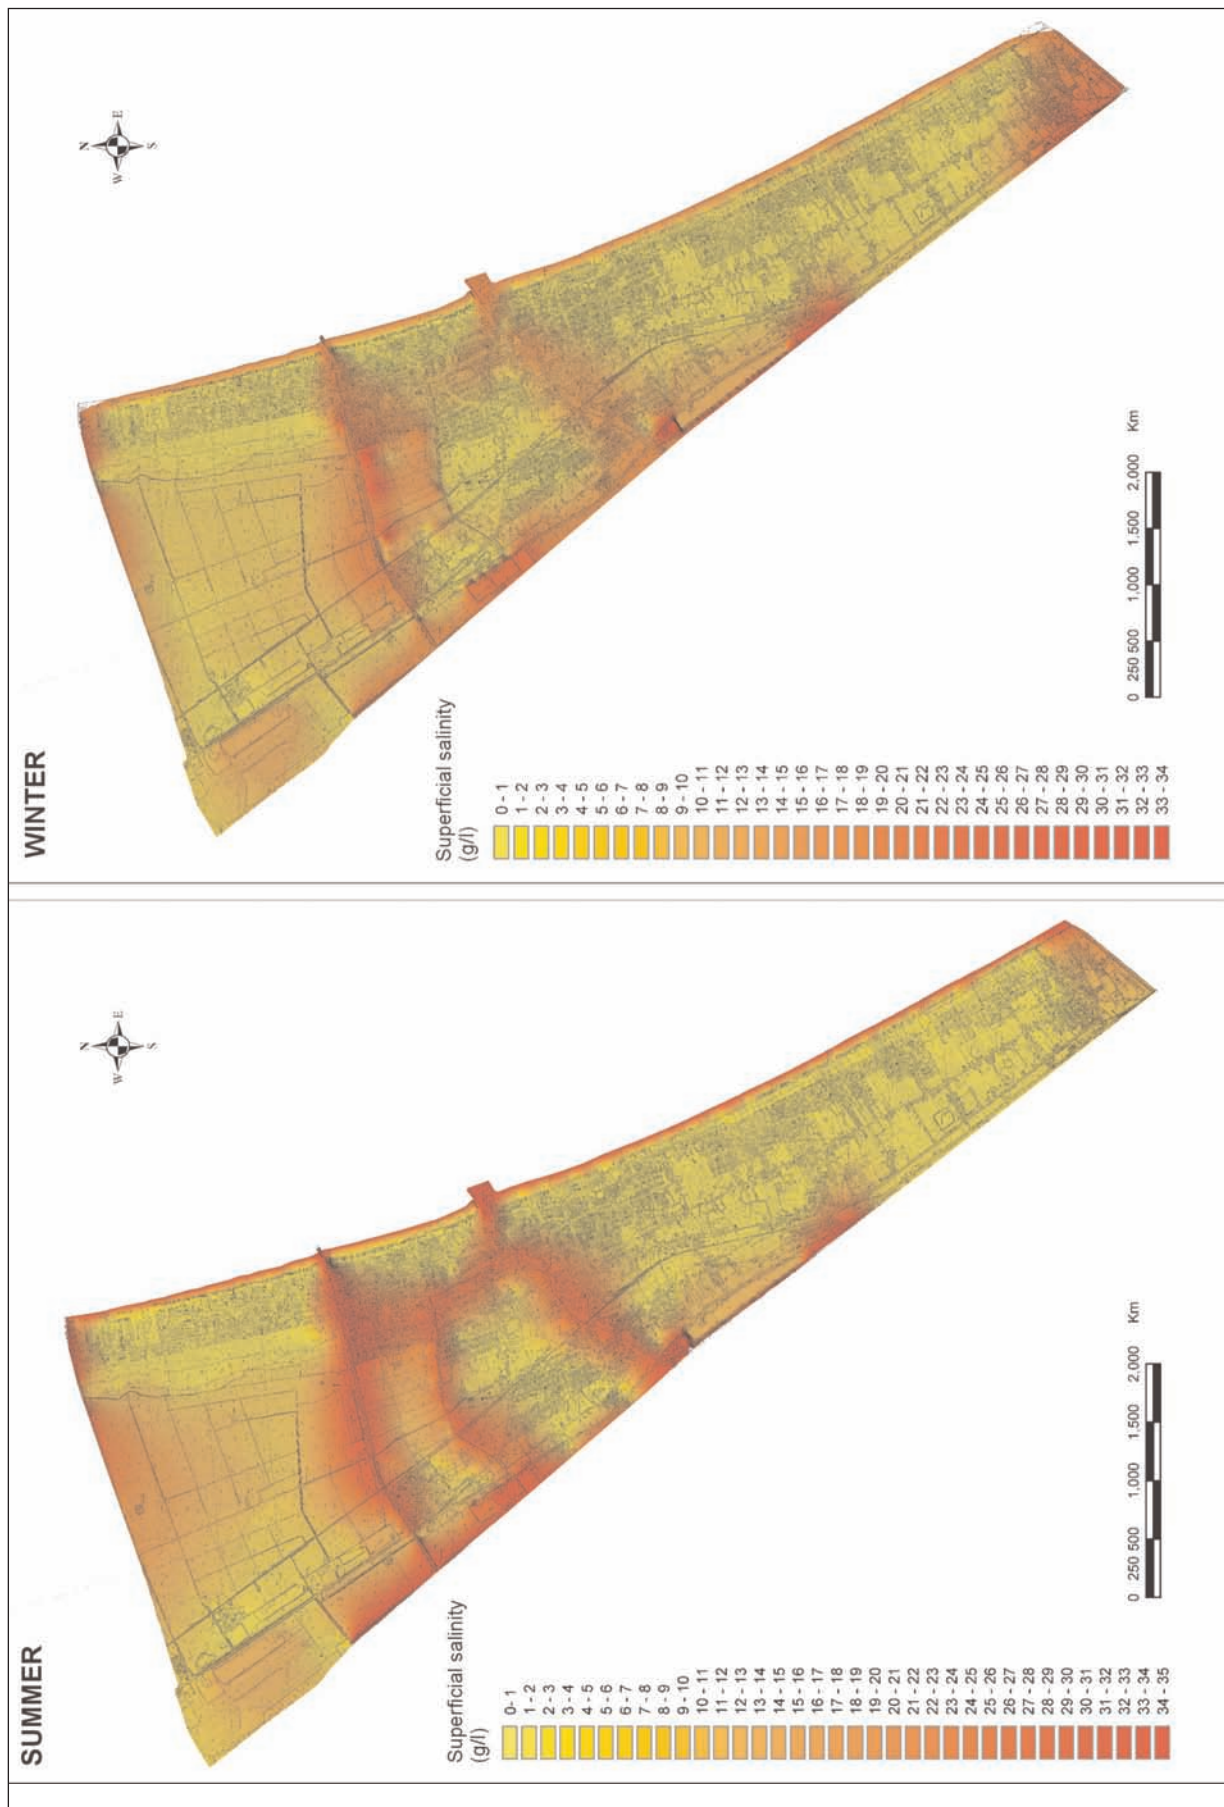 WINTER
N
E
S
W
Superficial salinity
(g/l)
0 - 1
1 - 2
2 - 3
3 - 4
4 - 5
5 - 6
6 - 7
7 - 8
8 - 9
9 - 10
10 - 11
11 - 12
12 - 13
13 - 14
14 - 15
15 - 16
16 - 17
17 - 18
18 - 19
19 - 20
20 - 21
21 - 22
22 - 23
23 - 24
24 - 25
25 - 26
26 - 27
27 - 28
28 - 29
29 - 30
30 - 31
31 - 32
32 - 33
33 - 34
0 250 500 1,000 1.500 2.000 Km
SUMMER
N
E
S
W
Superficial salinity
(g/l)
0 - 1
1 - 2
2 - 3
3 - 4
4 - 5
5 - 6
6 - 7
7 - 8
8 - 9
9 - 10
10 - 11
11 - 12
12 - 13
13 - 14
14 - 15
15 - 16
16 - 17
17 - 18
18 - 19
19 - 20
20 - 21
21 - 22
22 - 23
23 - 24
24 - 25
25 - 26
26 - 27
27 - 28
28 - 29
29 - 30
30 - 31
31 - 32
32 - 33
33 - 34
34 - 35
0 250 500 1,000 1,500 2,000 Km